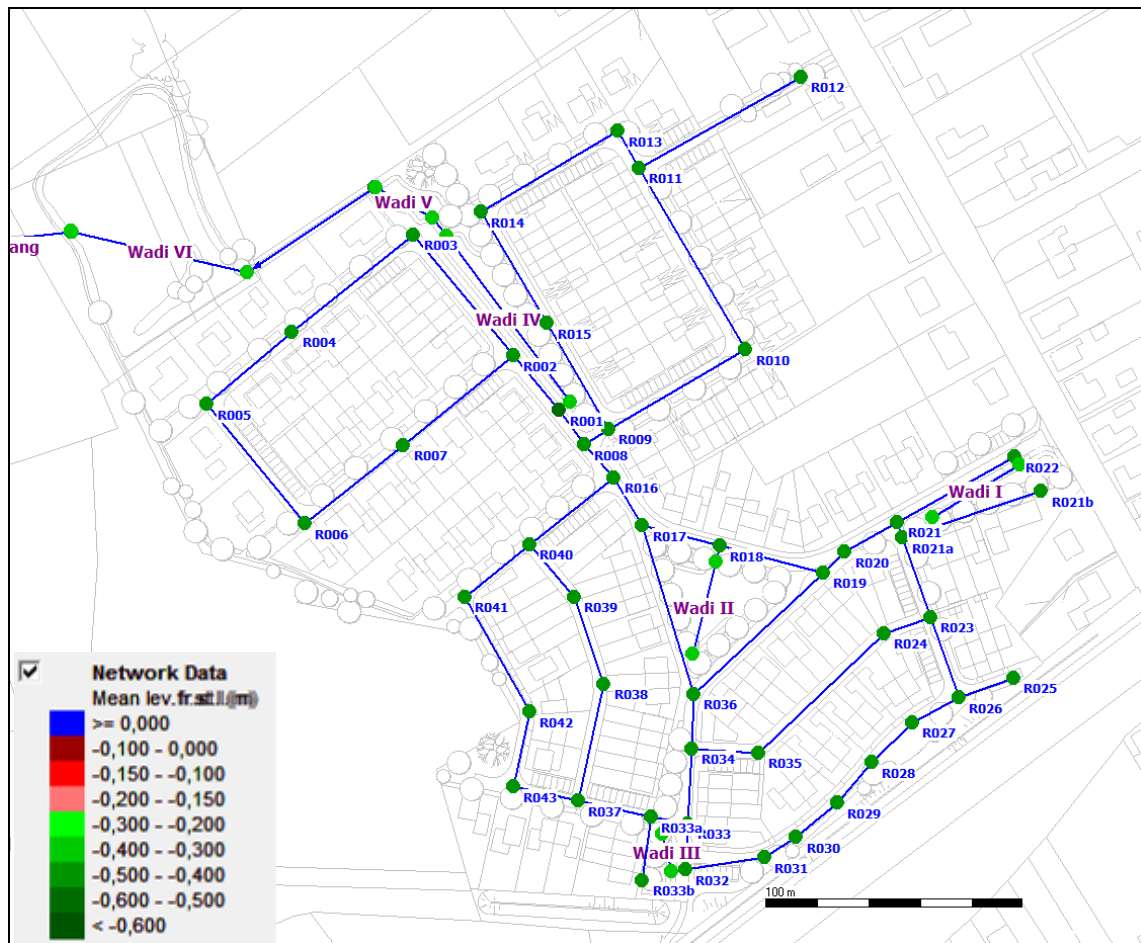 R012
R013
R011
Wadi V
R014
R003
ang
Wadi VI
Wadi IV
R015
R004
R002
R010
R005
R001
R009
R007
R008
R022
R016
Wadi I
R021b
R006
R021
R017
R021a
R018
R020
R040
R019
R041
R039
Wadi II
R023
R024
R038
R036
R025
R026
R042
R027
R034
R035
R028
R043
R037
R029
R033a
R033
R030
Wadi III
R032
R031
R033b
100 m
Network Data
Mean lev.fr.
>= 0,000
-0,100 - 0,000
-0,150 - -0,100
-0,200 - -0,150
-0,300 - -0,200
-0,400 - -0,300
-0,500 - -0,400
-0,600 - -0,500
< -0,600